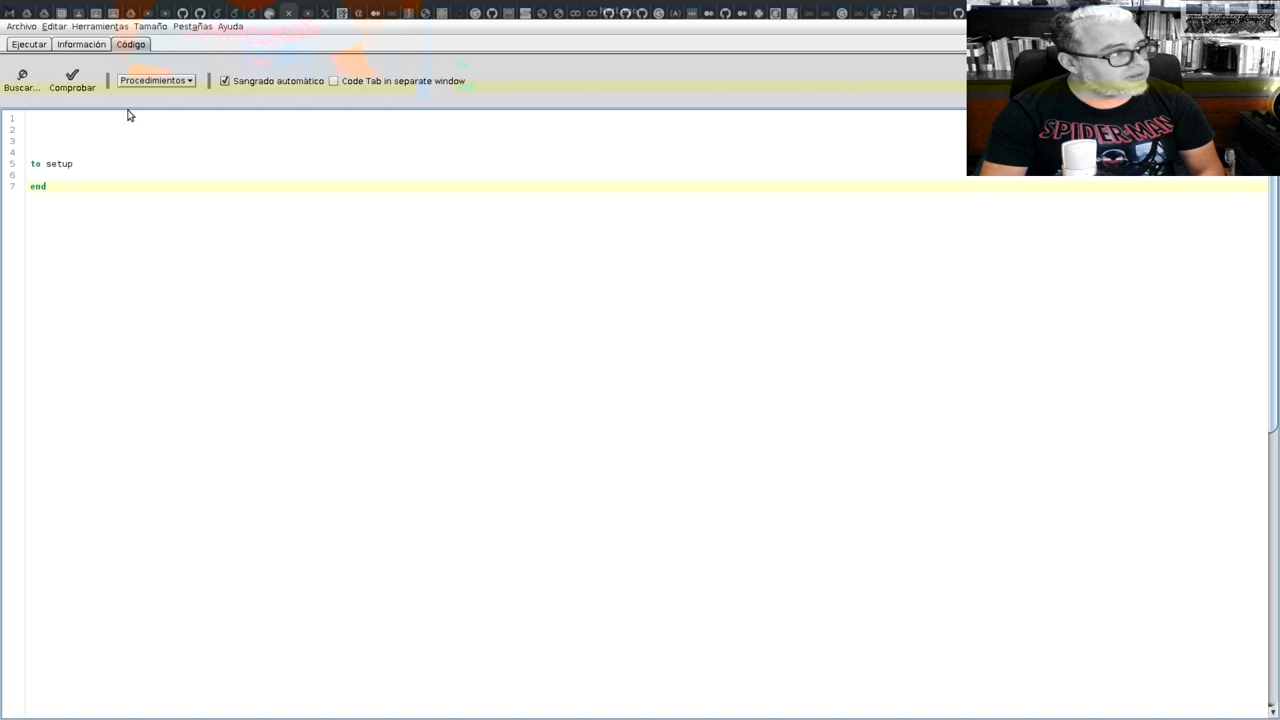 Archivo Editar Herramientas Tamaño Pestañas Ayuda
Ejecutar Información Código
Buscar... Comprobar Procedimientos Sangrado automático Code Tab in separate window
1
2
3
4
5 to setup
6
7 end
SPIDER-MAN